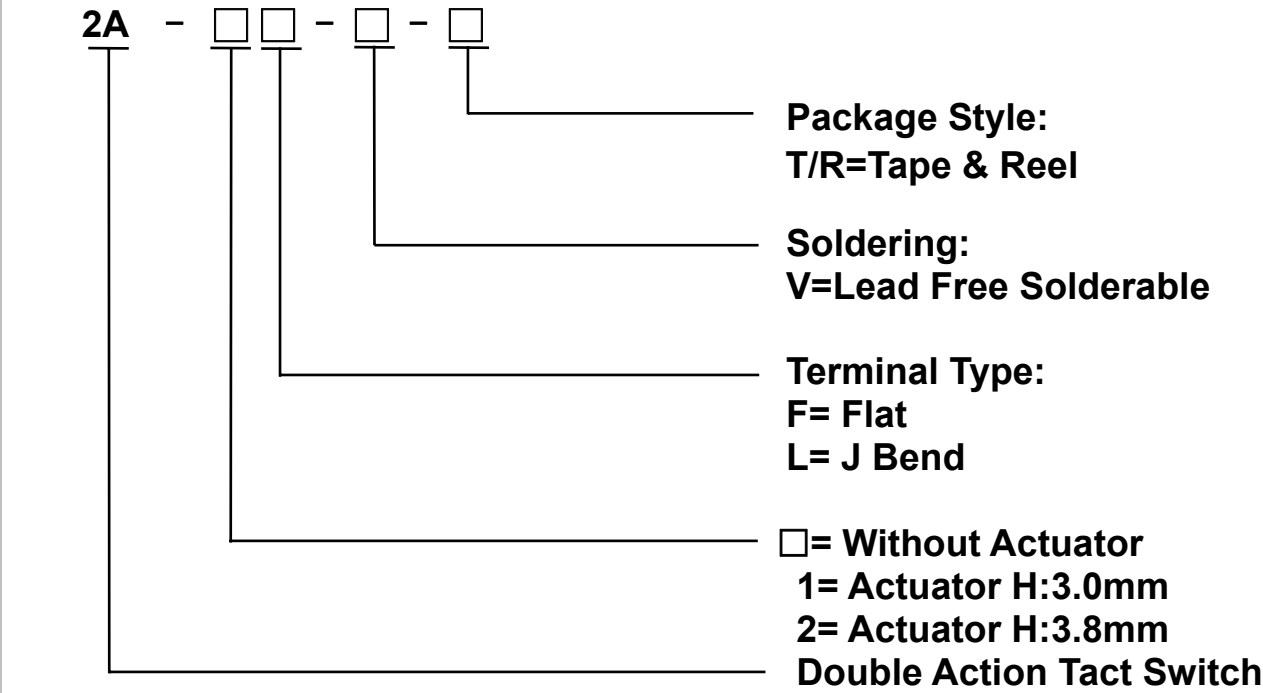 2A - □□ - □ - □
Package Style:
T/R=Tape & Reel
Soldering:
V=Lead Free Solderable
Terminal Type:
F= Flat
L= J Bend
□= Without Actuator
1= Actuator H:3.0mm
2= Actuator H:3.8mm
Double Action Tact Switch